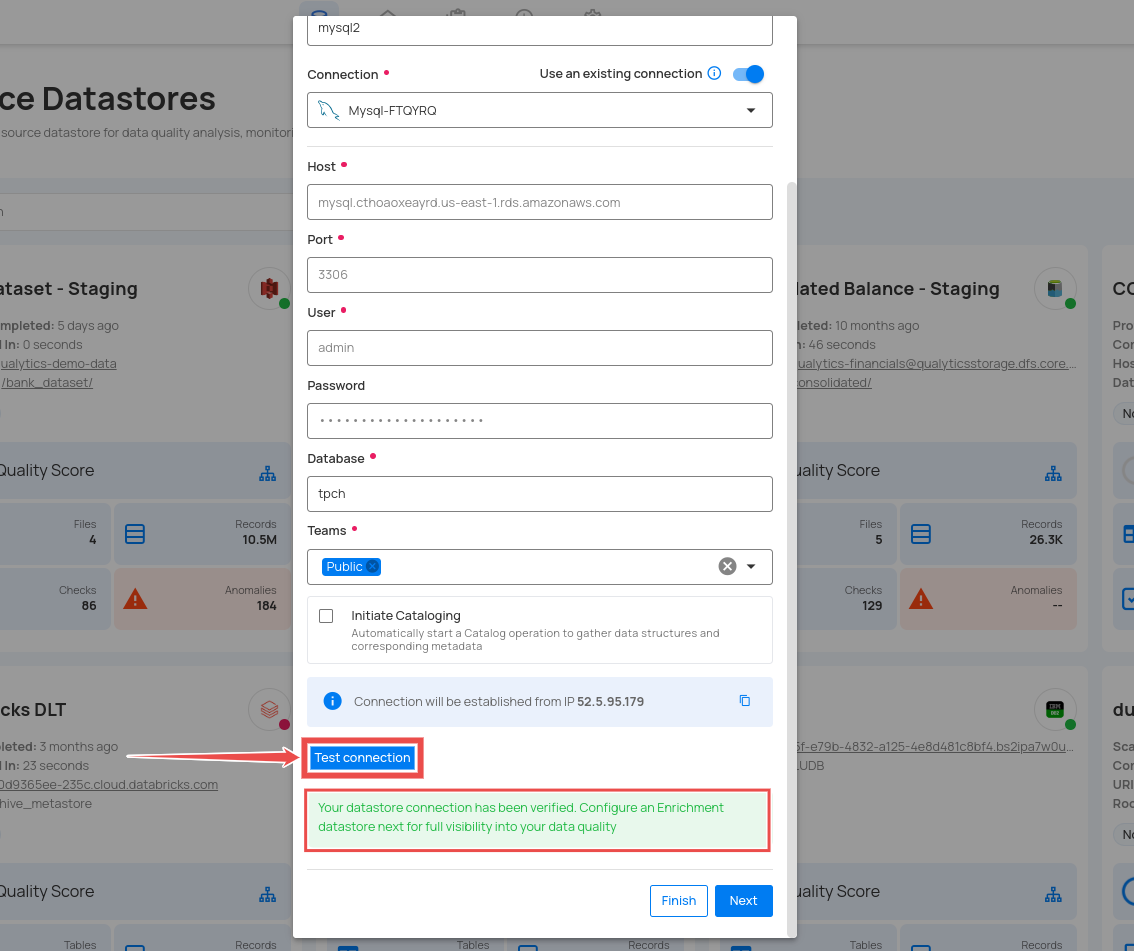 mysql2
Connection
Use an existing connection
Mysql-FTQYRQ
Host
mysql.cthoaoxeayrd.us-east-1.rds.amazonaws.com
Port
3306
User
admin
Password
Database
tpch
Teams
Public
Initiate Cataloging
Automatically start a Catalog operation to gather data structures and
corresponding metadata
Connection will be established from IP 52.5.95.179
Test connection
Your datastore connection has been verified. Configure an Enrichment
datastore next for full visibility into your data quality
Finish
Next
ce Datastores
source datastore for data quality analysis, monitori
ataset - Staging
mpleted: 5 days ago
d In: 0 seconds
ualytics-demo-data
/bank_dataset/
Quality Score
Files
4
Records
10.5M
Checks
86
Anomalies
184
cks DLT
leted: 3 months ago
d In: 23 seconds
0d9365ee-235c.cloud.databricks.com
hive_metastore
Quality Score
Tables
Records
Tables
Records
lated Balance - Staging
leted: 10 months ago
n: 46 seconds
ualytics-financials@qualyticsstorage.dfs.core....
onsolidated/
uality Score
Files
5
Records
26.3K
Checks
129
Anomalies
--
5f-e79b-4832-a125-4e8d481c8bf4.bs2ipa7w0u...
LUDB
uality Score
Tables
Records
CO
Pro
Con
Hos
Dat
No
du
Sca
Con
URI
Roc
No